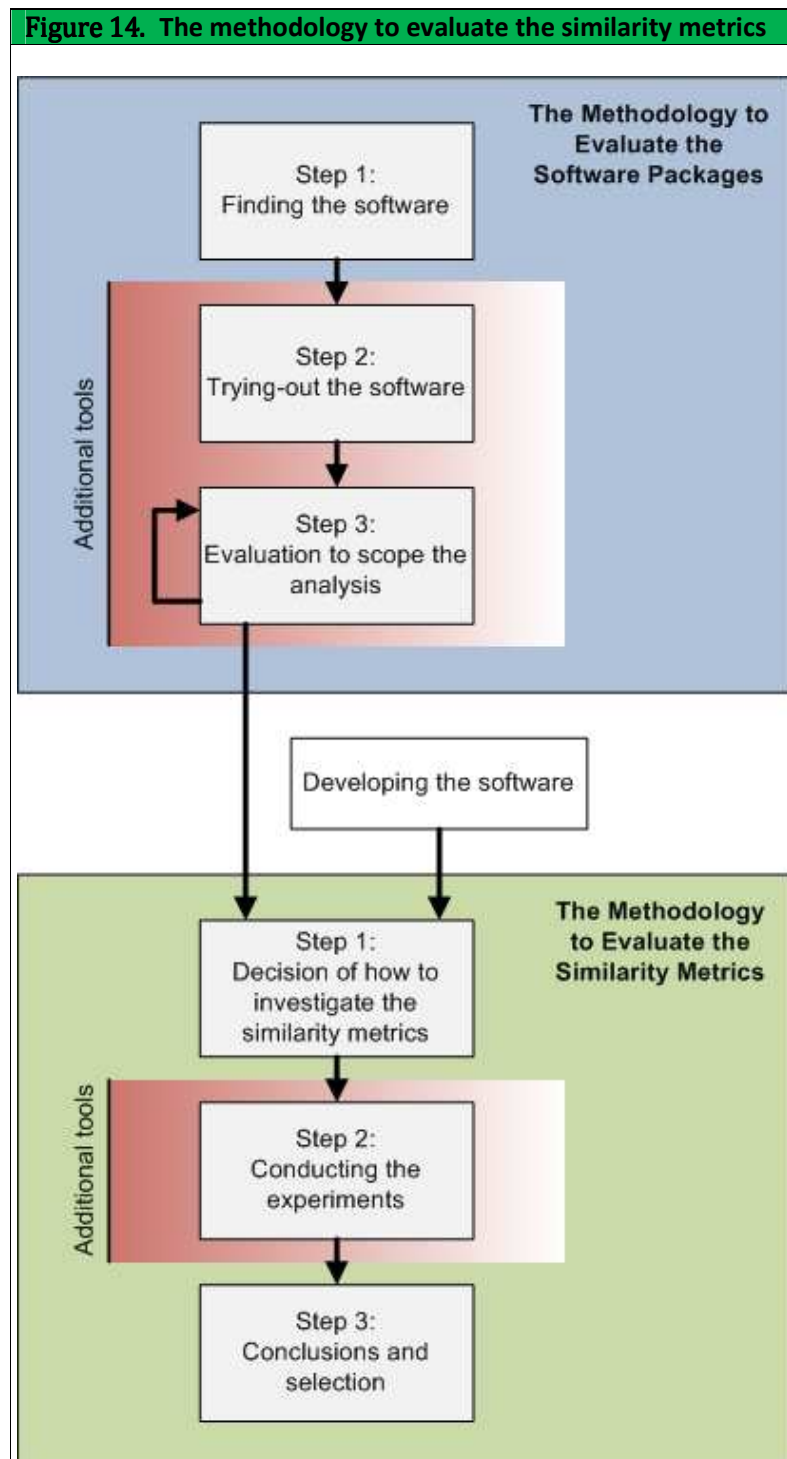 Figure 14. The methodology to evaluate the similarity metrics
The Methodology to
Evaluate the
Software Packages
Step 1:
Finding the software
Additional tools
Step 2:
Trying-out the software
Step 3:
Evaluation to scope the
analysis
Developing the software
The Methodology
to Evaluate the
Similarity Metrics
Step 1:
Decision of how to
investigate the
similarity metrics
Additional tools
Step 2:
Conducting the
experiments
Step 3:
Conclusions and
selection